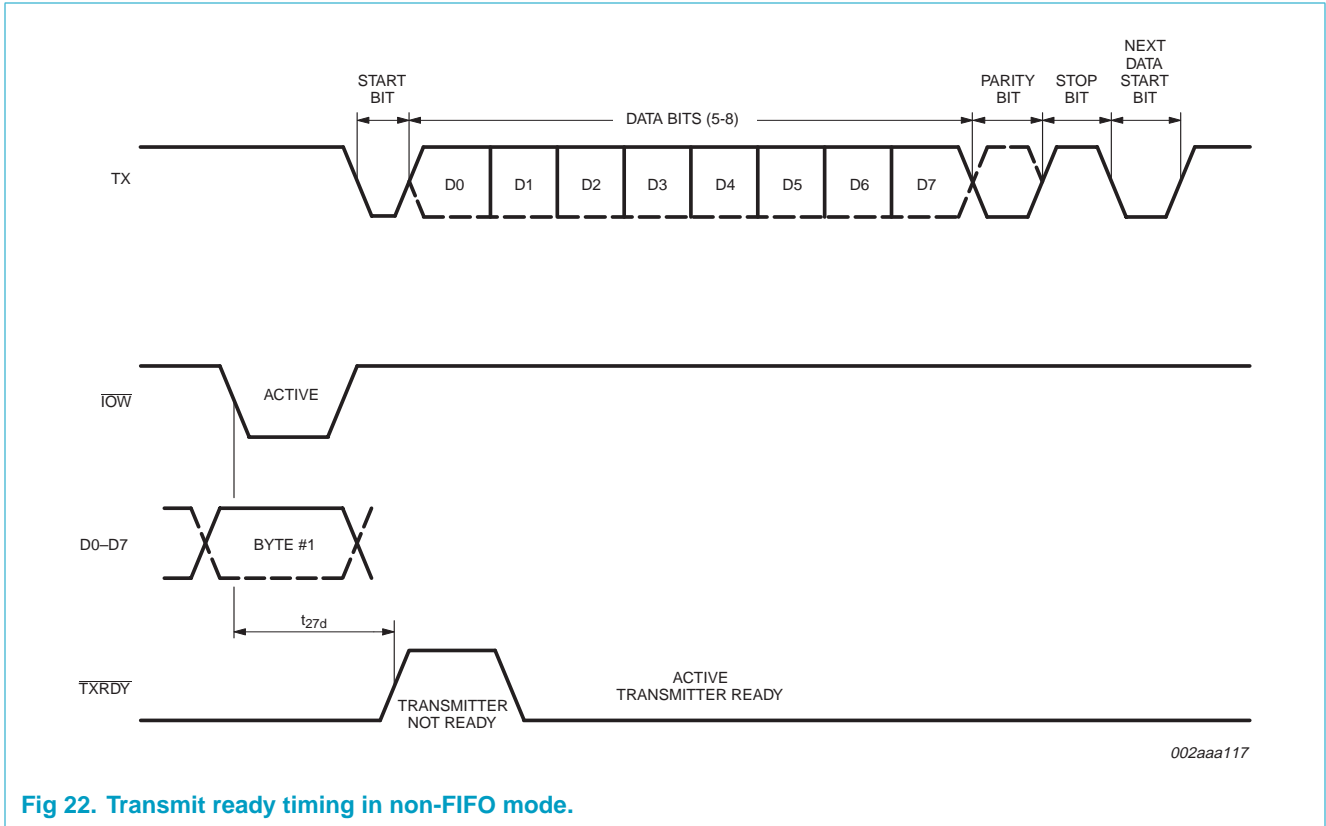 START
BIT
DATA BITS (5-8)
PARITY
BIT
STOP
BIT
NEXT
DATA
START
BIT
TX
D0
D1
D2
D3
D4
D5
D6
D7
IOW
ACTIVE
D0–D7
BYTE #1
t27d
TXRDY
TRANSMITTER
NOT READY
ACTIVE
TRANSMITTER READY
002aaa117
Fig 22. Transmit ready timing in non-FIFO mode.